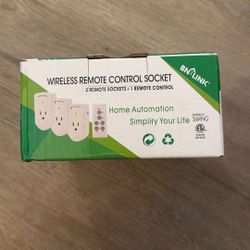 BN-LINK
WIRELESS REMOTE CONTROL SOCKET
3 REMOTE SOCKETS + 1 REMOTE CONTROL
Home Automation
Simplify Your Life